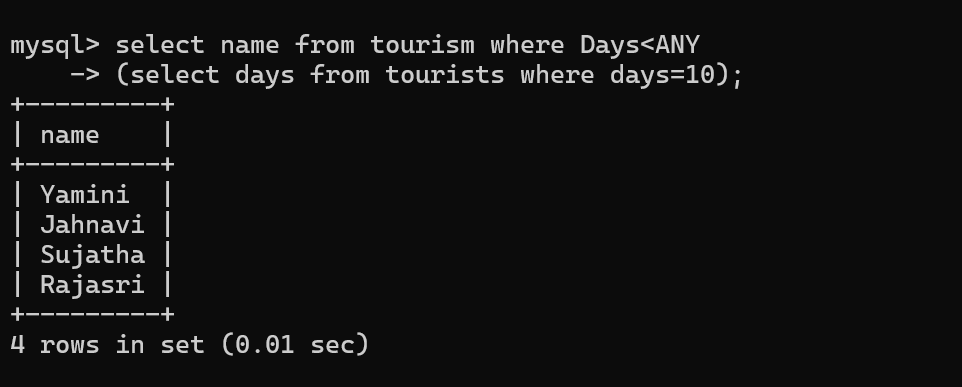 mysql> select name from tourism where Days<ANY
    -> (select days from tourists where days=10);
+---------+
| name    |
+---------+
| Yamini  |
| Jahnavi |
| Sujatha |
| Rajasri |
+---------+
4 rows in set (0.01 sec)